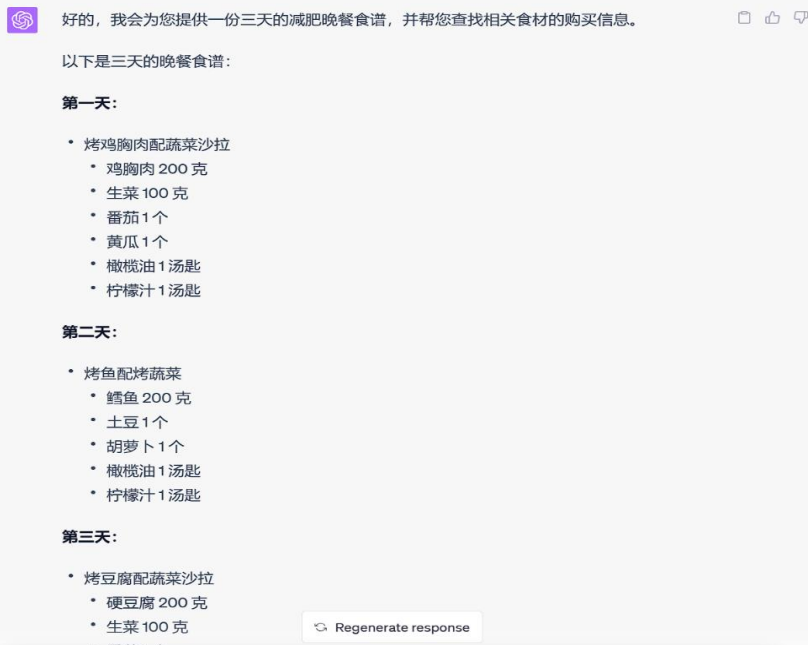 好的，我会为您提供一份三天的减肥晚餐食谱，并帮您查找相关食材的购买信息。
以下是三天的晚餐食谱：
第一天：
• 烤鸡胸肉配蔬菜沙拉
• 鸡胸肉 200 克
• 生菜 100 克
• 番茄 1 个
• 黄瓜 1 个
• 橄榄油 1 汤匙
• 柠檬汁 1 汤匙
第二天：
• 烤鱼配烤蔬菜
• 鳕鱼 200 克
• 土豆 1 个
• 胡萝卜 1 个
• 橄榄油 1 汤匙
• 柠檬汁 1 汤匙
第三天：
• 烤豆腐配蔬菜沙拉
• 硬豆腐 200 克
• 生菜 100 克
Regenerate response